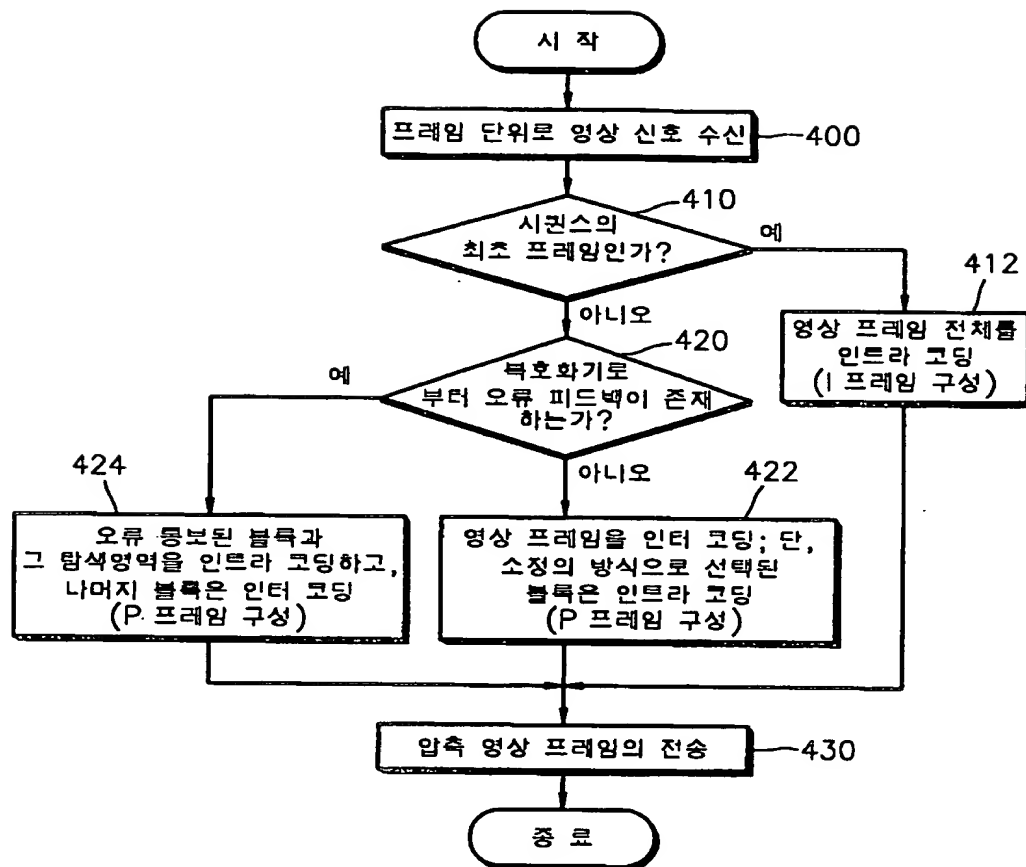 시 작
프레임 단위로 영상 신호 수신
400
410
시퀀스의
최초 프레임인가?
예
412
영상 프레임 전체를
인트라 코딩
(I 프레임 구성)
아니오
420
복호화기로
부터 오류 피드백이 존재
하는가?
예
아니오
424
오류 통보된 블록과
그 탐색영역을 인트라 코딩하고,
나머지 블록은 인터 코딩
(P 프레임 구성)
422
영상 프레임을 인터 코딩; 단,
소정의 방식으로 선택된
블록은 인트라 코딩
(P 프레임 구성)
압축 영상 프레임의 전송
430
종 료